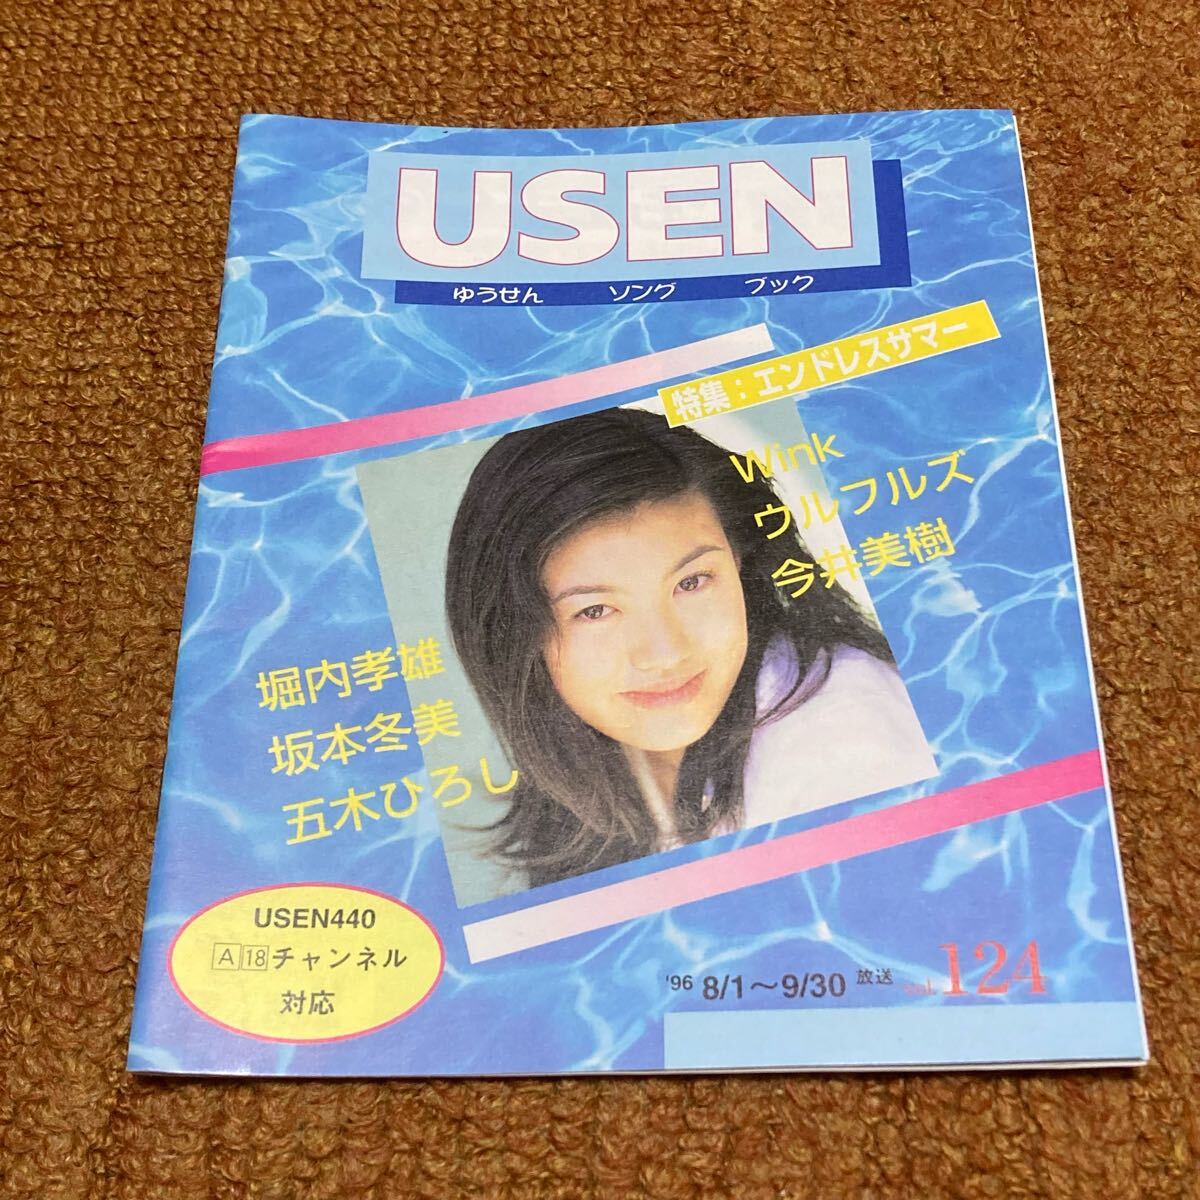 USEN
ゆうせん ソング ブック
特集：エンドレスサマー
Wink
ウルフルズ
今井美樹
堀内孝雄
坂本冬美
五木ひろし
USEN440
A 18 チャンネル
対応
'96 8/1～9/30 放送 vol. 124